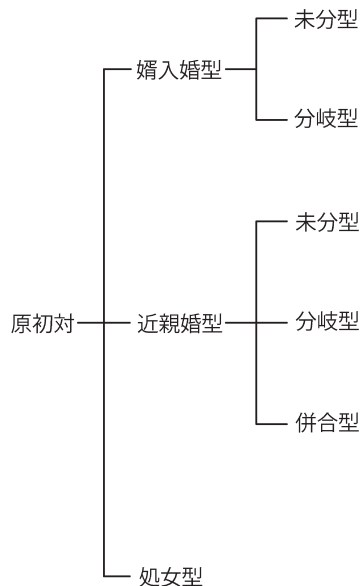 原初対
婿入婚型
未分型
分岐型
近親婚型
未分型
分岐型
併合型
処女型